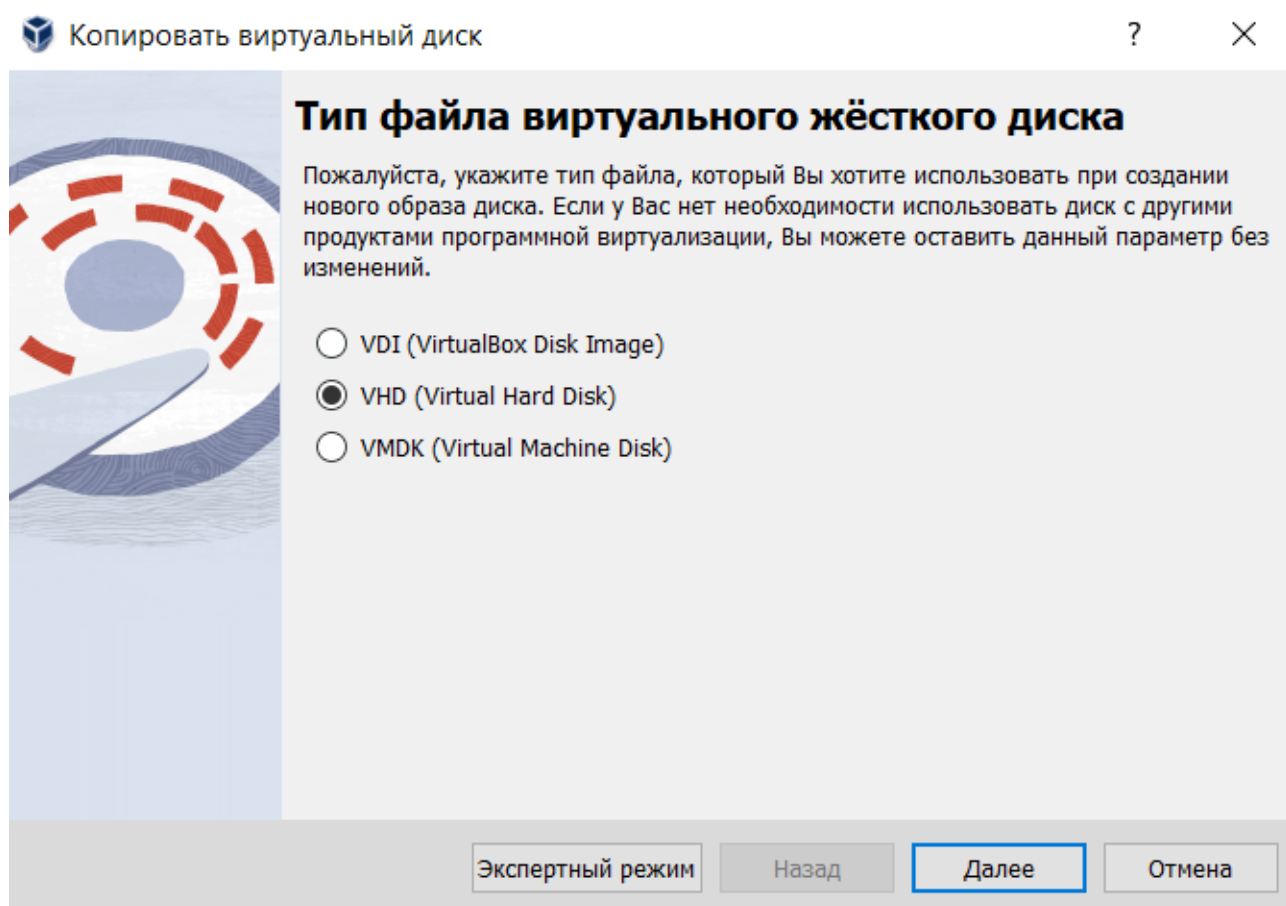 Копировать виртуальный диск
?
Тип файла виртуального жёсткого диска
Пожалуйста, укажите тип файла, который Вы хотите использовать при создании
нового образа диска. Если у Вас нет необходимости использовать диск с другими
продуктами программной виртуализации, Вы можете оставить данный параметр без
изменений.
VDI (VirtualBox Disk Image)
VHD (Virtual Hard Disk)
VMDK (Virtual Machine Disk)
Экспертный режим Назад Далее Отмена